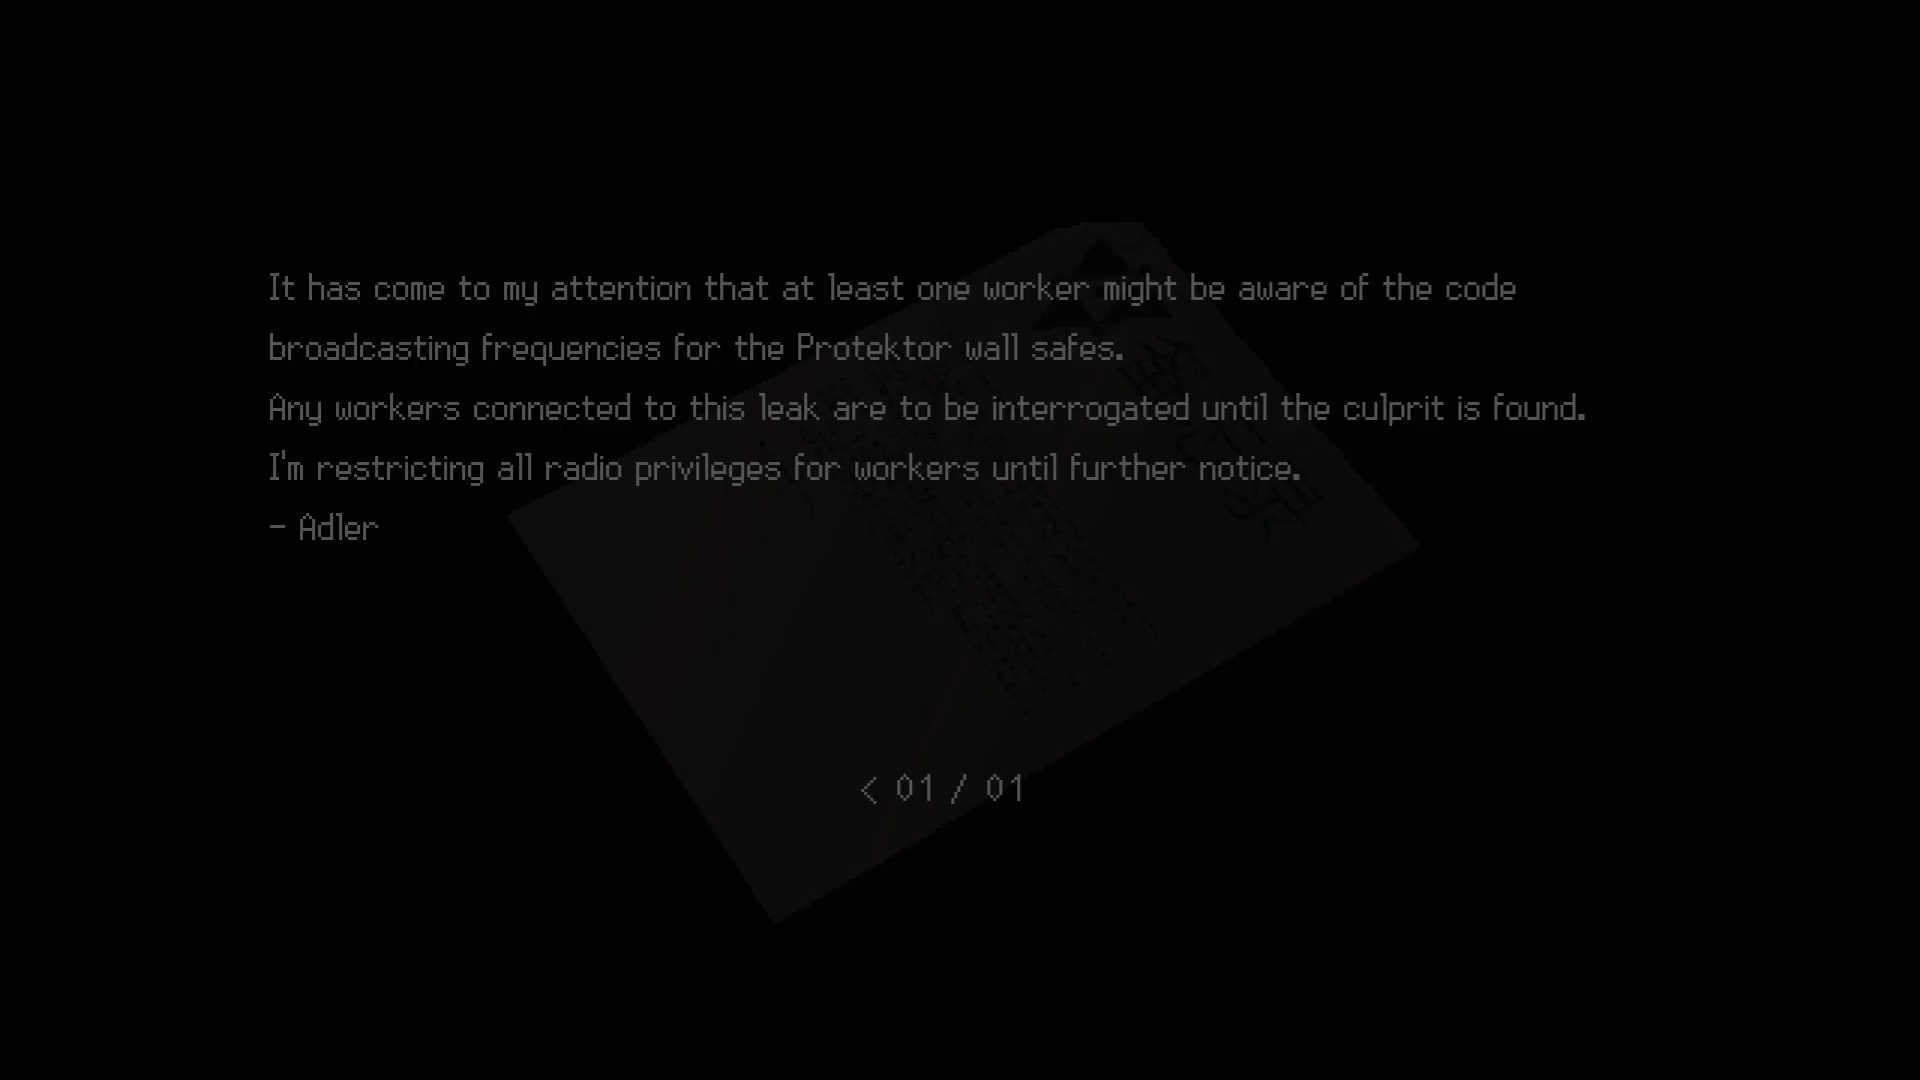 It has come to my attention that at least one worker might be aware of the code
broadcasting frequencies for the Protektor wall safes.
Any workers connected to this leak are to be interrogated until the culprit is found.
I'm restricting all radio privileges for workers until further notice.
- Adler
< 01 / 01